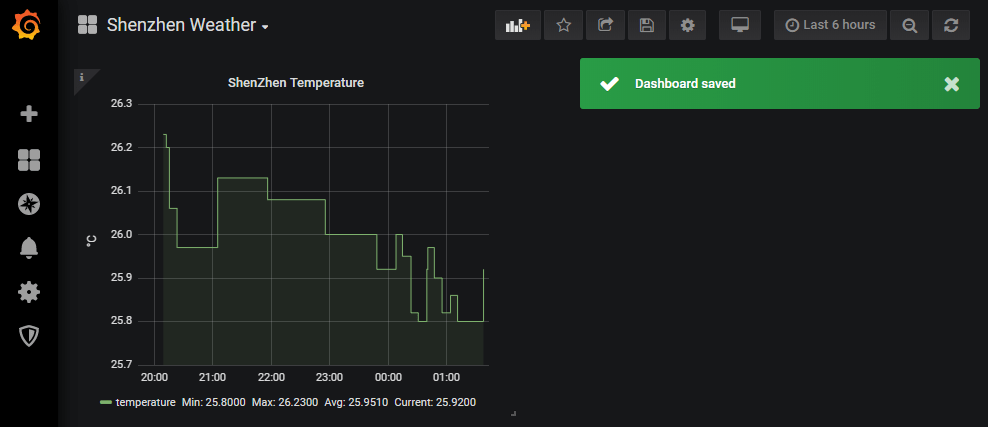 Shenzhen Weather
Last 6 hours
Dashboard saved
i
ShenZhen Temperature
26.3
26.2
26.1
26.0
25.9
25.8
25.7
°C
20:00 21:00 22:00 23:00 00:00 01:00
temperature Min: 25.8000 Max: 26.2300 Avg: 25.9510 Current: 25.9200